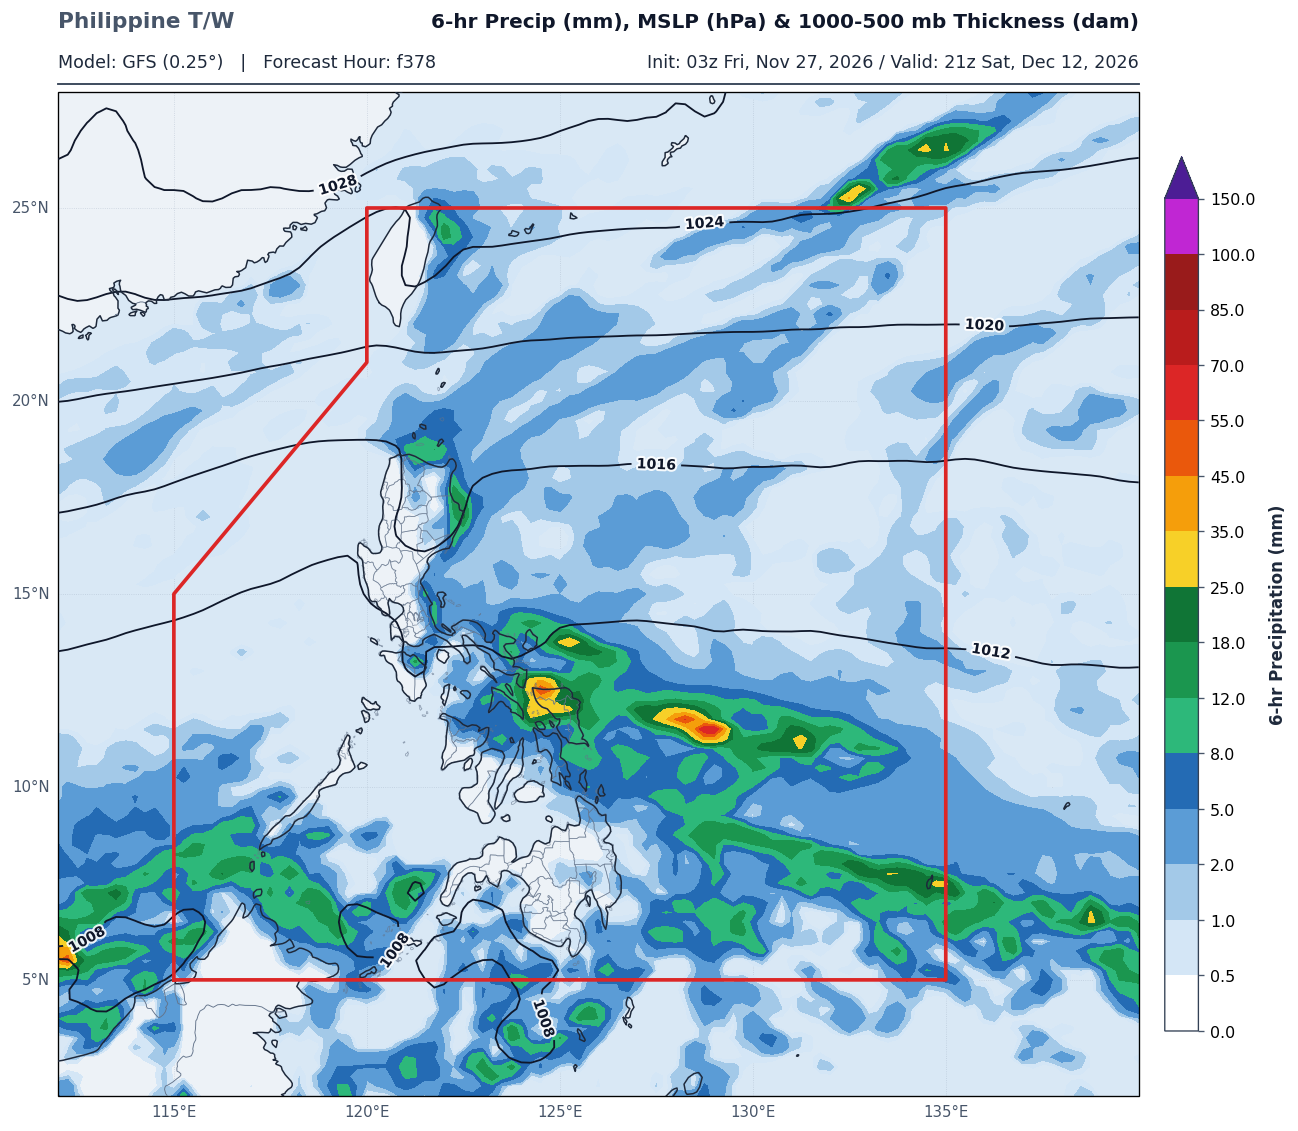 Philippine T/W
6-hr Precip (mm), MSLP (hPa) & 1000-500 mb Thickness (dam)
Model: GFS (0.25°) | Forecast Hour: f378
Init: 03z Fri, Nov 27, 2026 / Valid: 21z Sat, Dec 12, 2026
25°N
20°N
15°N
10°N
5°N
115°E
120°E
125°E
130°E
135°E
1028
1024
1020
1016
1012
1008
1008
1008
150.0
100.0
85.0
70.0
55.0
45.0
35.0
25.0
18.0
12.0
8.0
5.0
2.0
1.0
0.5
0.0
6-hr Precipitation (mm)